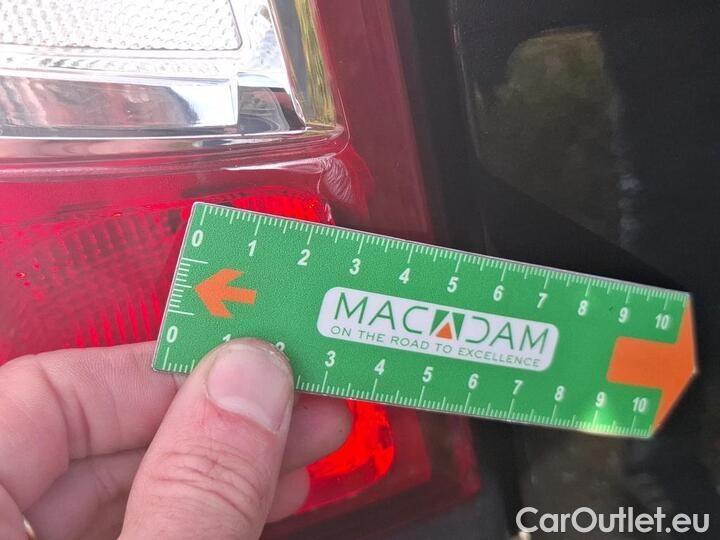 0 1 2 3 4 5 6 7 8 9 10
MACADAM
ON THE ROAD TO EXCELLENCE
0 1 2 3 4 5 6 7 8 9 10
CarOutlet.eu